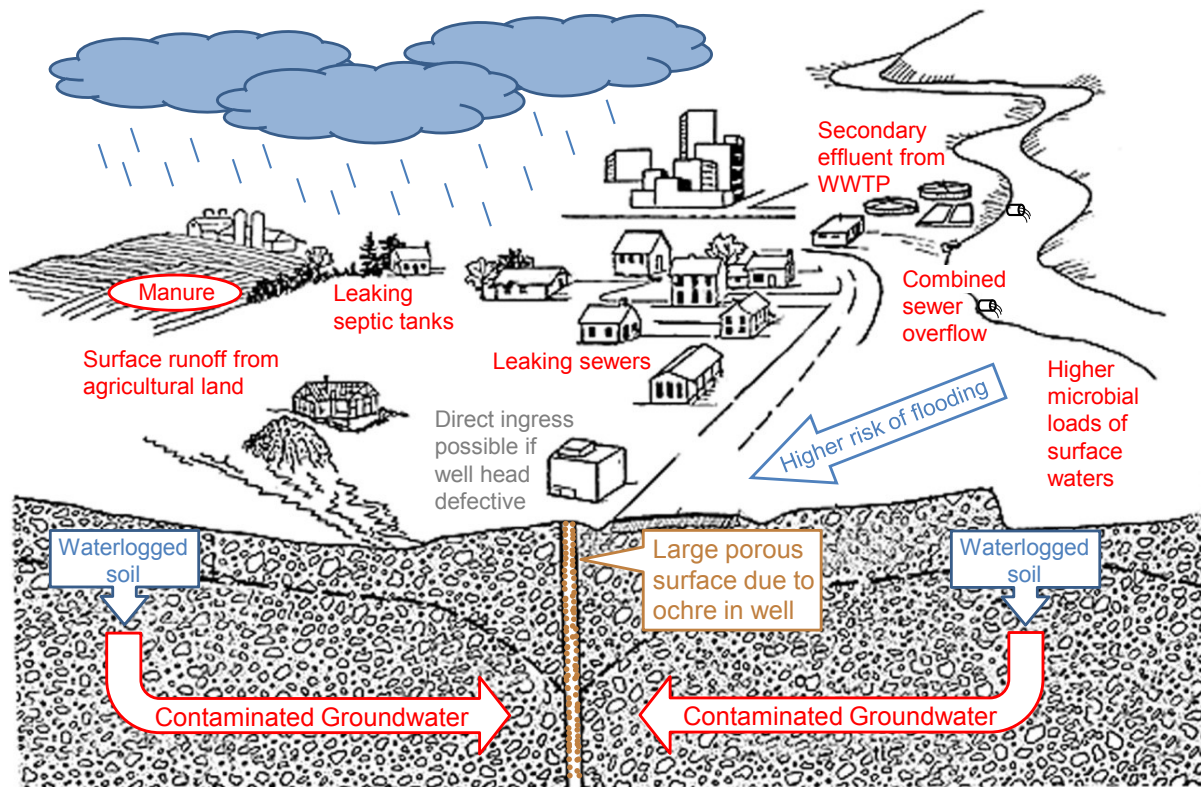 Secondary
effluent from
WWTP
Manure
Leaking
septic tanks
Combined
sewer
overflow
Surface runoff from
agricultural land
Leaking sewers
Higher
microbial
loads of
surface
waters
Direct ingress
possible if
well head
defective
Higher risk of flooding
Waterlogged
soil
Large porous
surface due to
ochre in well
Waterlogged
soil
Contaminated Groundwater
Contaminated Groundwater